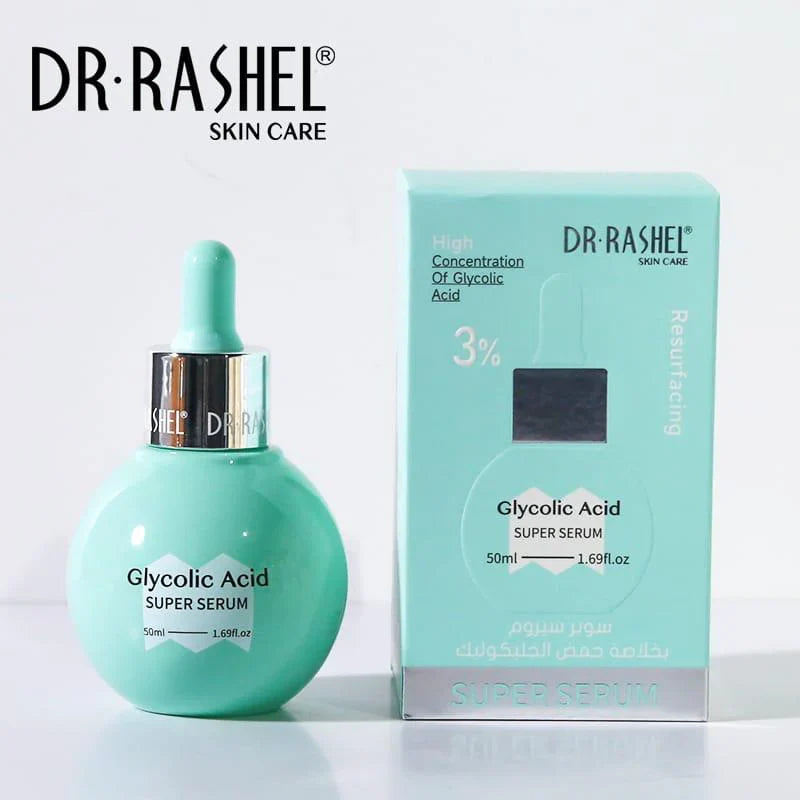 DR·RASHEL®
SKIN CARE
SHEL® DR·RA
Glycolic Acid
SUPER SERUM
50ml 1.69fl.oz
High
Concentration
Of Glycolic
Acid
3%
DR·RASHEL®
SKIN CARE
Resurfacing
Glycolic Acid
SUPER SERUM
50ml 1.69fl.oz
سوبر سيروم
بخلاصة حمض الجليكوليك
SUPER SERUM